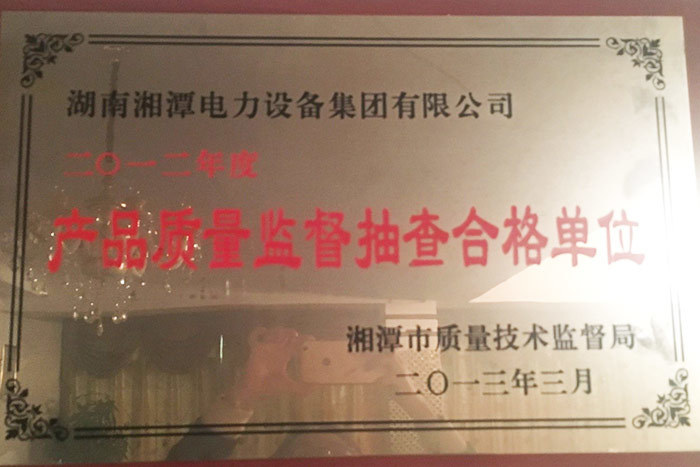 湖南湘潭电力设备集团有限公司
二〇一二年度
产品质量监督抽查合格单位
湘潭市质量技术监督局
二〇一三年三月